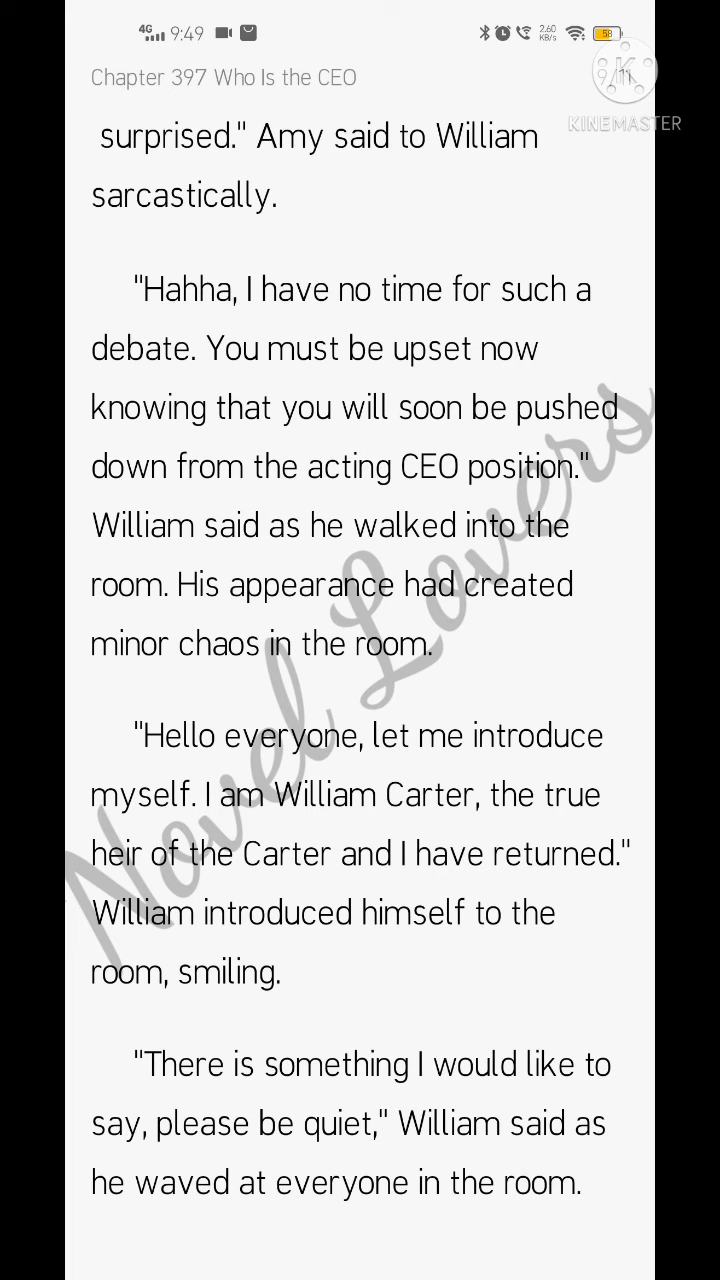 4G 9:49 2.60 KB/s 58
Chapter 397 Who Is the CEO 9/11
K
KINEMASTER
surprised." Amy said to William
sarcastically.
"Hahha, I have no time for such a
debate. You must be upset now
knowing that you will soon be pushed
down from the acting CEO position."
William said as he walked into the
room. His appearance had created
minor chaos in the room.
"Hello everyone, let me introduce
myself. I am William Carter, the true
heir of the Carter and I have returned."
William introduced himself to the
room, smiling.
"There is something I would like to
say, please be quiet," William said as
he waved at everyone in the room.
Novel Lovers